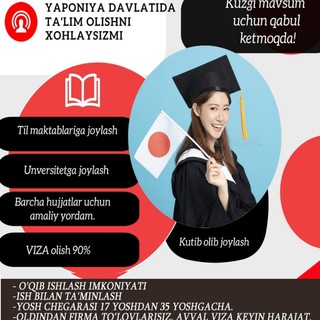 YAPONIYA DAVLATIDA
TA'LIM OLISHNI
XOHLAYSIZMI
Kuzgi mavsum
uchun qabul
ketmoqda!
Til maktablariga joylash
Unversitetga joylash
Barcha hujjatlar uchun
amaliy yordam.
VIZA olish 90%
Kutib olib joylash
- O'QIB ISHLASH IMKONIYATI
-ISH BILAN TA'MINLASH
-YOSH CHEGARASI 17 YOSHDAN 35 YOSHGACHA.
-OLDINDAN FIRMA TO'LOVLARISIZ. AVVAL VIZA KEYIN HARAJAT.